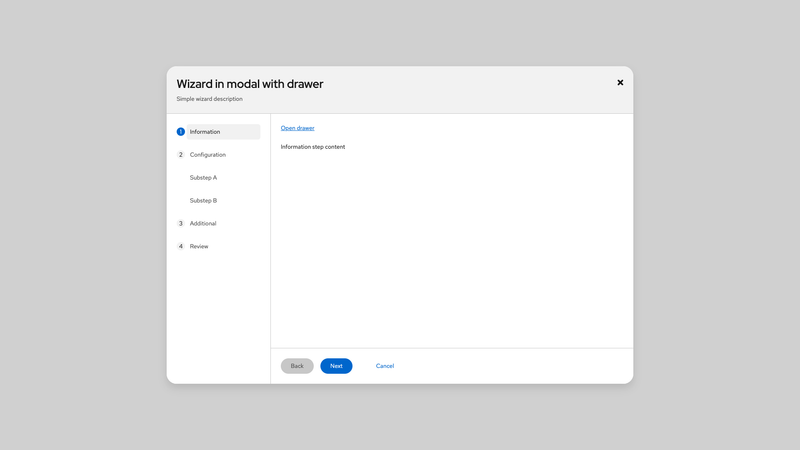 Wizard in modal with drawer
Simple wizard description
1 Information
2 Configuration
Substep A
Substep B
3 Additional
4 Review
Open drawer
Information step content
Back
Next
Cancel